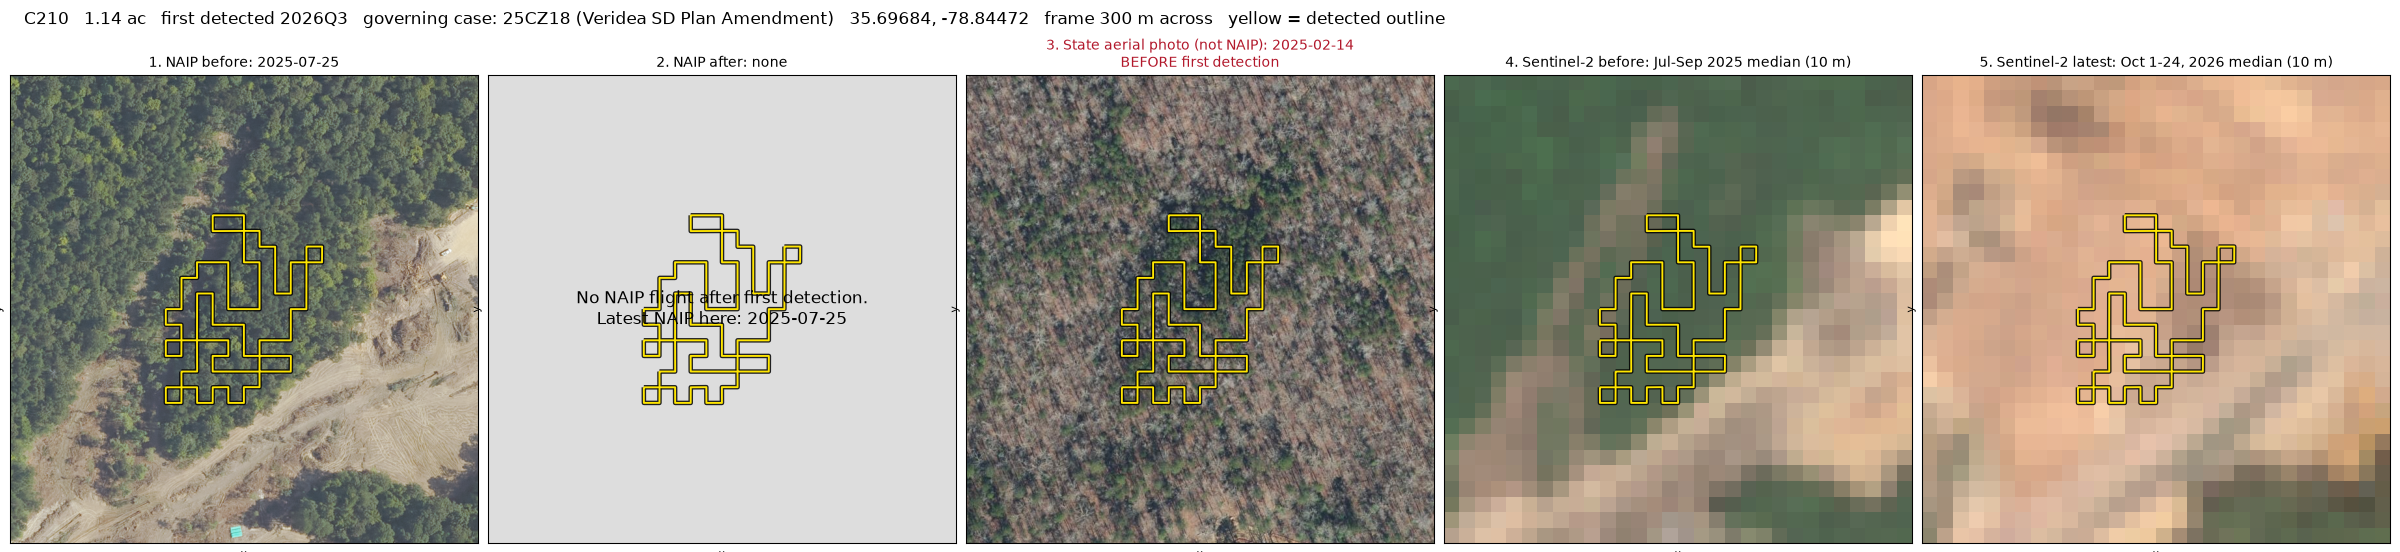 C210 1.14 ac first detected 2026Q3 governing case: 25CZ18 (Veridea SD Plan Amendment) 35.69684, -78.84472 frame 300 m across yellow = detected outline
1. NAIP before: 2025-07-25
2. NAIP after: none
3. State aerial photo (not NAIP): 2025-02-14
BEFORE first detection
4. Sentinel-2 before: Jul-Sep 2025 median (10 m)
5. Sentinel-2 latest: Oct 1-24, 2026 median (10 m)
No NAIP flight after first detection.
Latest NAIP here: 2025-07-25